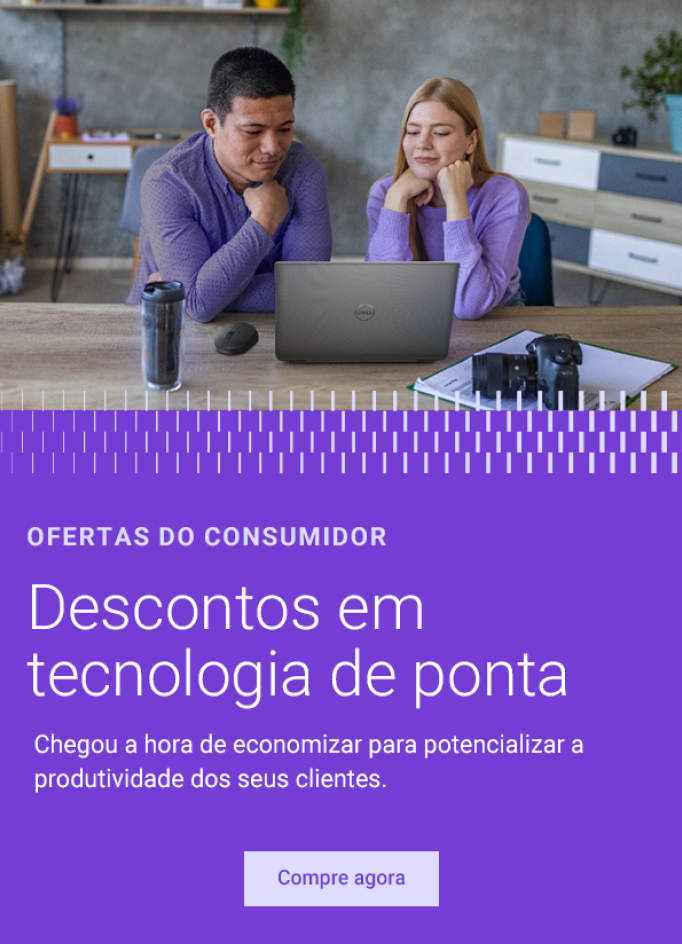 DELL
OFERTAS DO CONSUMIDOR
Descontos em
tecnologia de ponta
Chegou a hora de economizar para potencializar a
produtividade dos seus clientes.
Compre agora